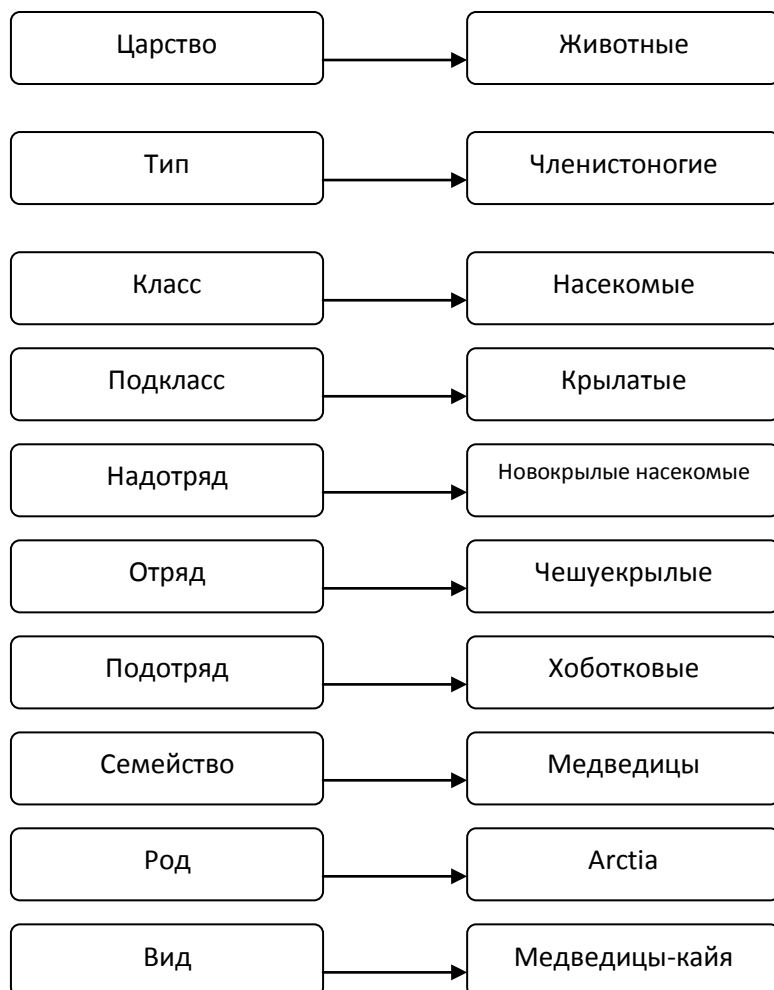 Царство Животные
Тип Членистоногие
Класс Насекомые
Подкласс Крылатые
Надотряд Новокрылые насекомые
Отряд Чешуекрылые
Подотряд Хоботковые
Семейство Медведицы
Род Arctia
Вид Медведицы-кайя